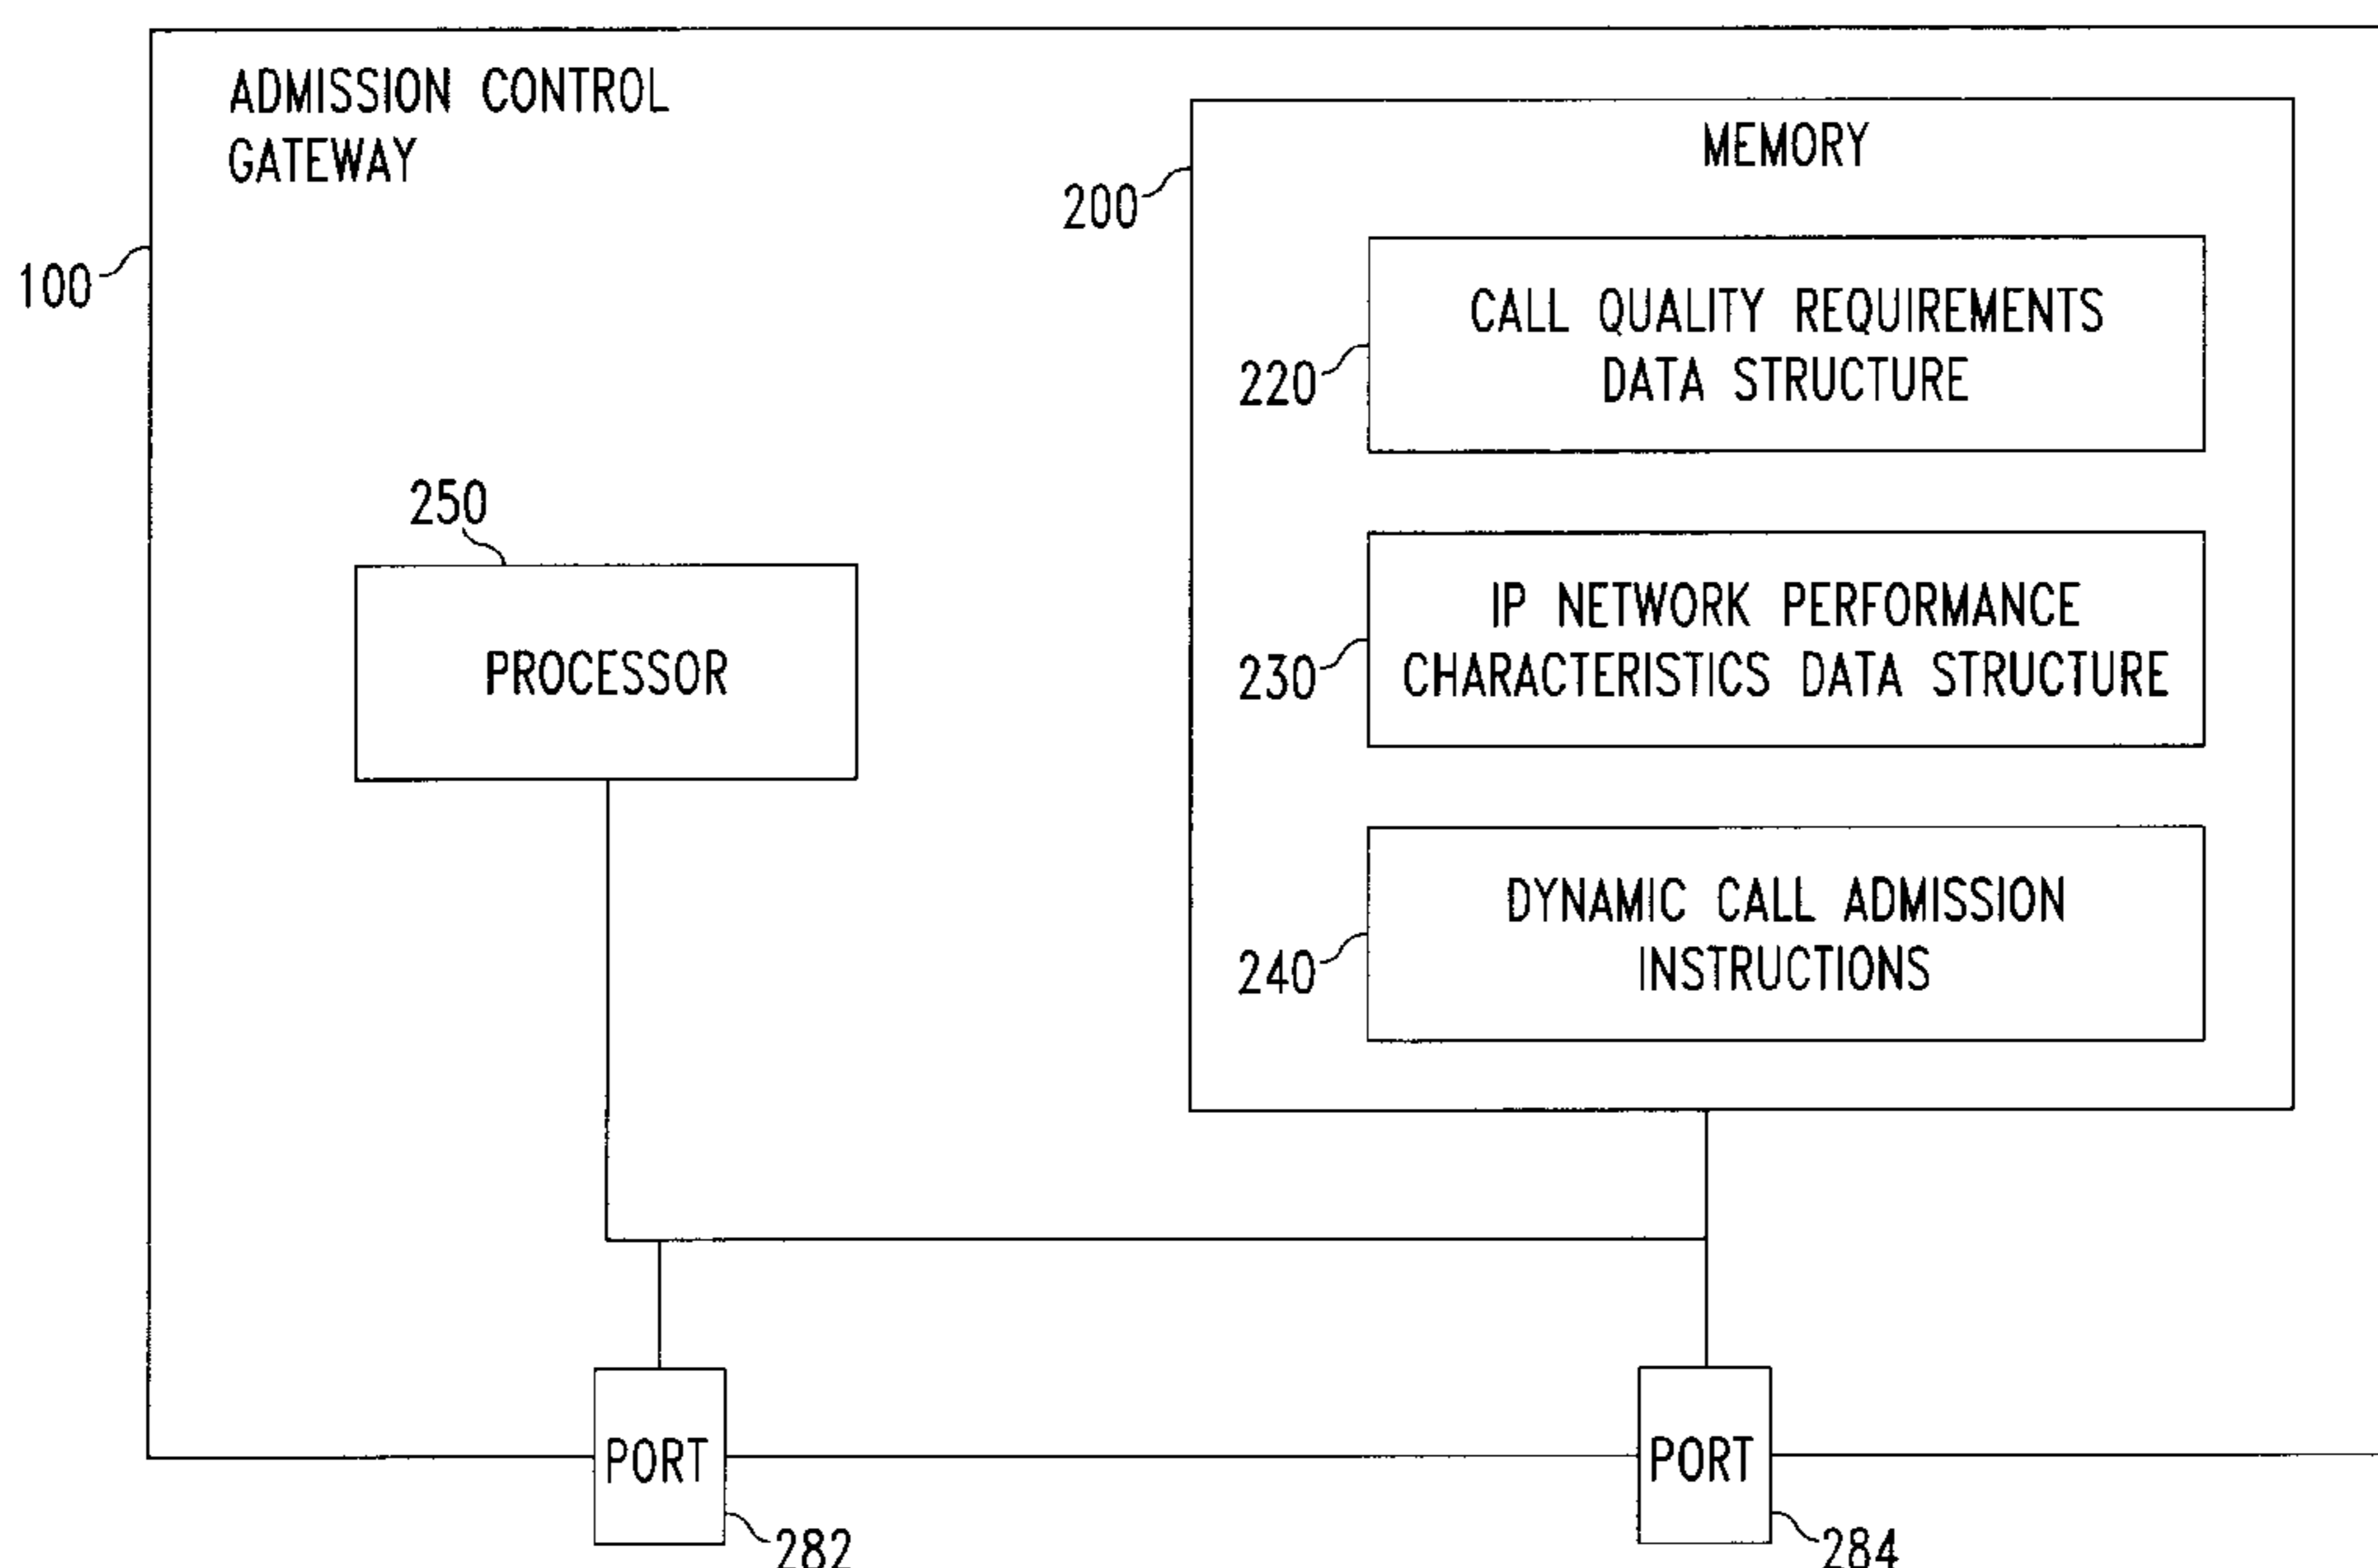 ADMISSION CONTROL
GATEWAY
100
MEMORY
200
CALL QUALITY REQUIREMENTS
DATA STRUCTURE
220
250
PROCESSOR
IP NETWORK PERFORMANCE
CHARACTERISTICS DATA STRUCTURE
230
DYNAMIC CALL ADMISSION
INSTRUCTIONS
240
PORT
282
PORT
284